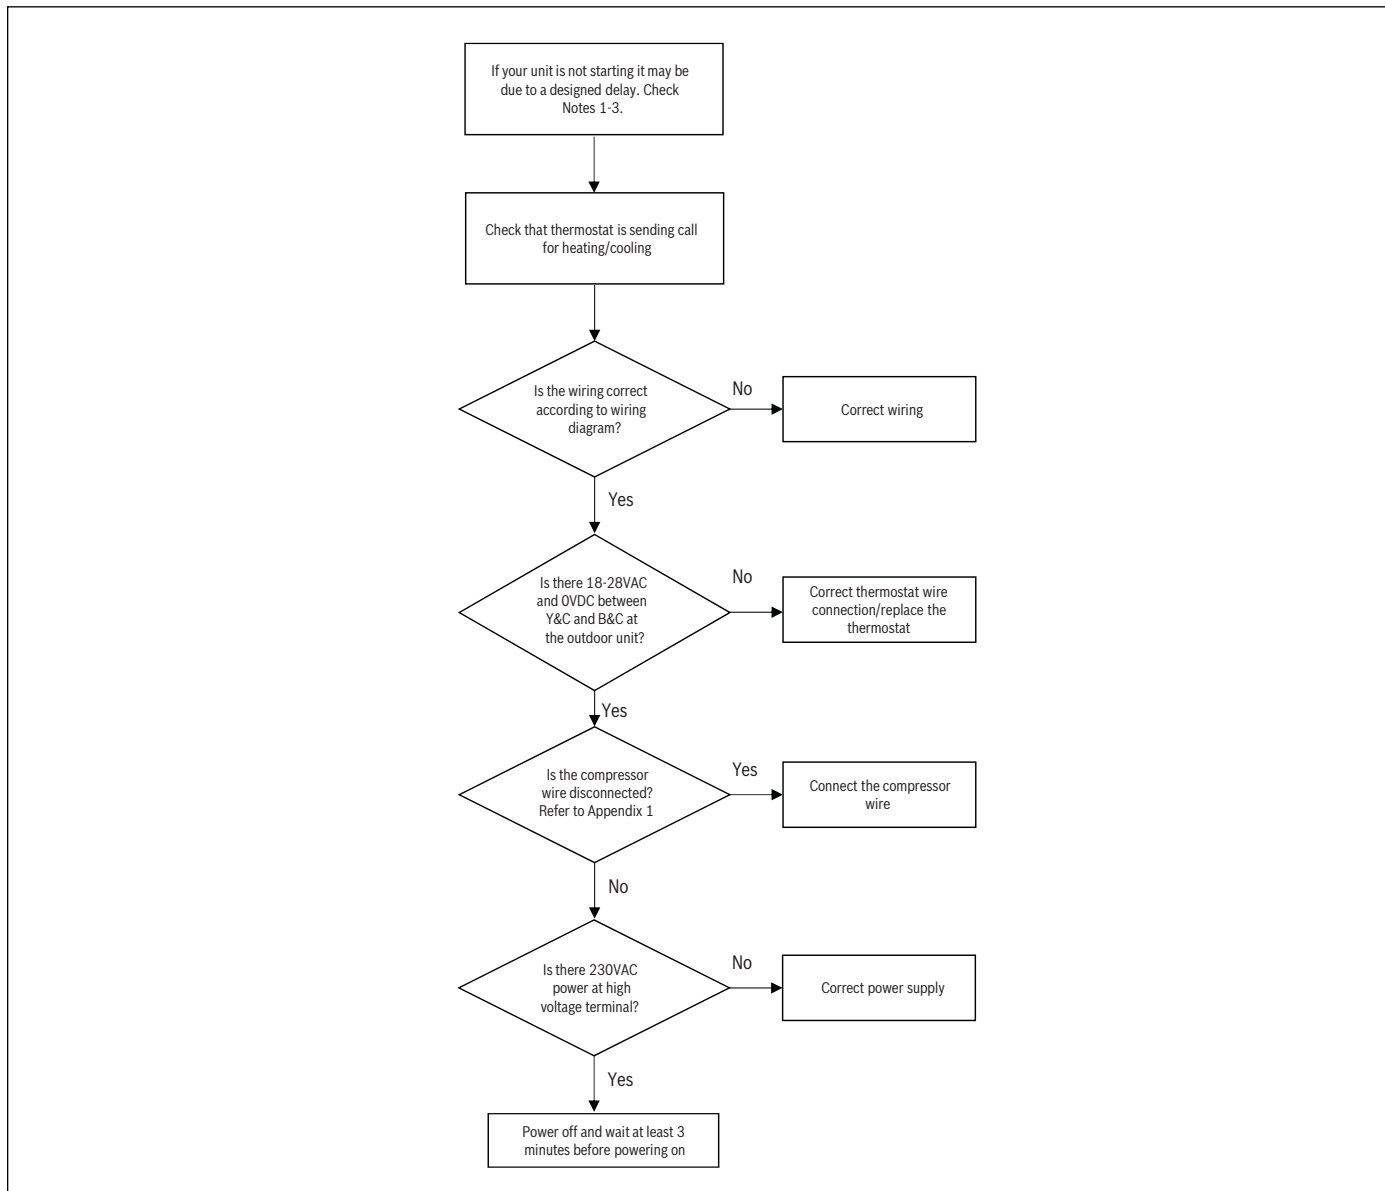 If your unit is not starting it may be
due to a designed delay. Check
Notes 1-3.
Check that thermostat is sending call
for heating/cooling
Is the wiring correct
according to wiring
diagram?
No
Correct wiring
Yes
Is there 18-28VAC
and 0VDC between
Y&C and B&C at
the outdoor unit?
No
Correct thermostat wire
connection/replace the
thermostat
Yes
Is the compressor
wire disconnected?
Refer to Appendix 1
Yes
Connect the compressor
wire
No
Is there 230VAC
power at high
voltage terminal?
No
Correct power supply
Yes
Power off and wait at least 3
minutes before powering on